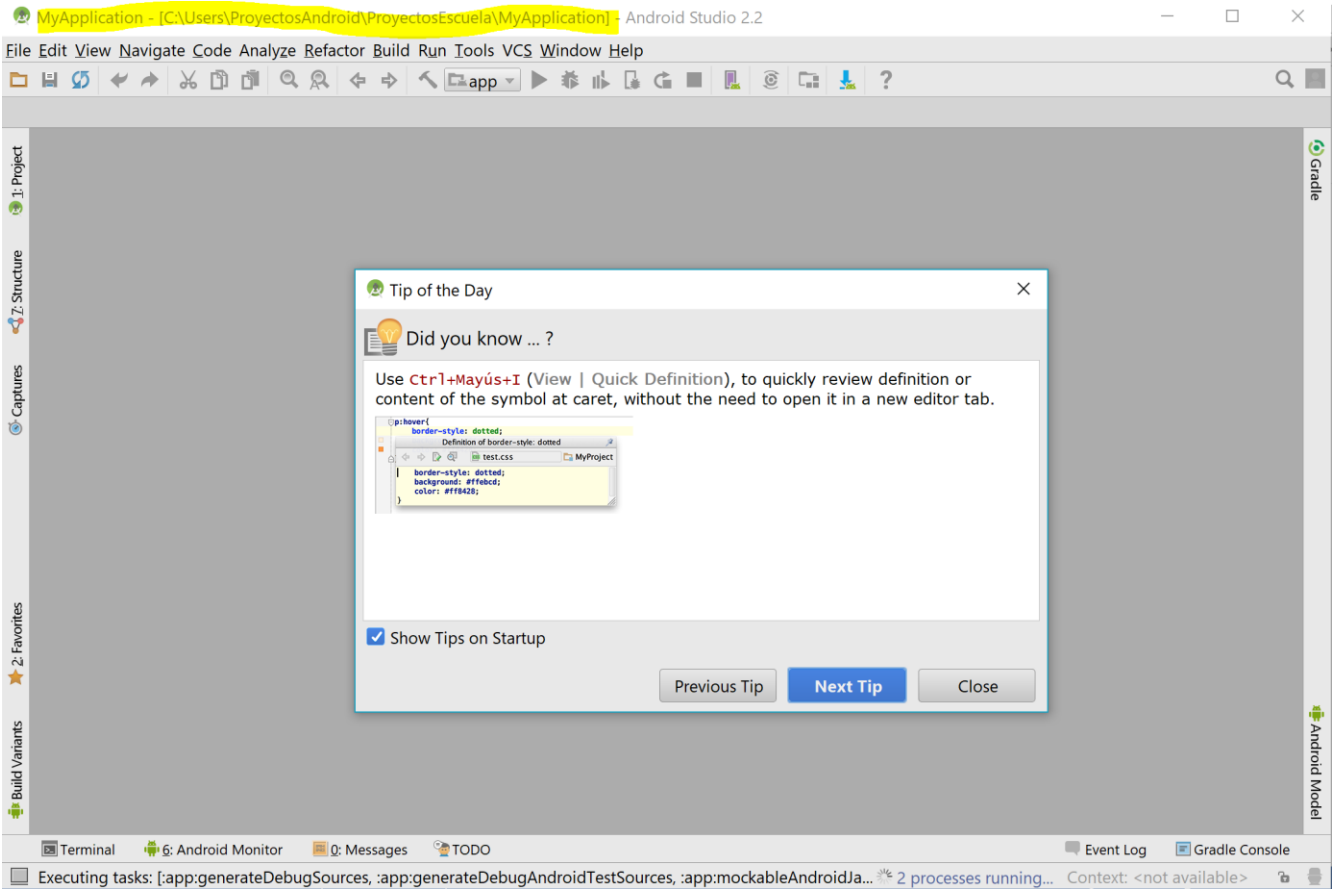 MyApplication - [C:\Users\ProyectosAndroid\ProyectosEscuela\MyApplication] - Android Studio 2.2
File Edit View Navigate Code Analyze Refactor Build Run Tools VCS Window Help
app
1: Project
7: Structure
Captures
2: Favorites
Build Variants
Gradle
Android Model
Tip of the Day
Did you know ... ?
Use Ctrl+Mayús+I (View | Quick Definition), to quickly review definition or
content of the symbol at caret, without the need to open it in a new editor tab.
p:hover{
border-style: dotted;
Definition of border-style: dotted
test.css MyProject
border-style: dotted;
background: #ffebcd;
color: #ff8428;
}
Show Tips on Startup
Previous Tip Next Tip Close
Terminal 6: Android Monitor 0: Messages TODO Event Log Gradle Console
Executing tasks: [:app:generateDebugSources, :app:generateDebugAndroidTestSources, :app:mockableAndroidJa... 2 processes running... Context: <not available>